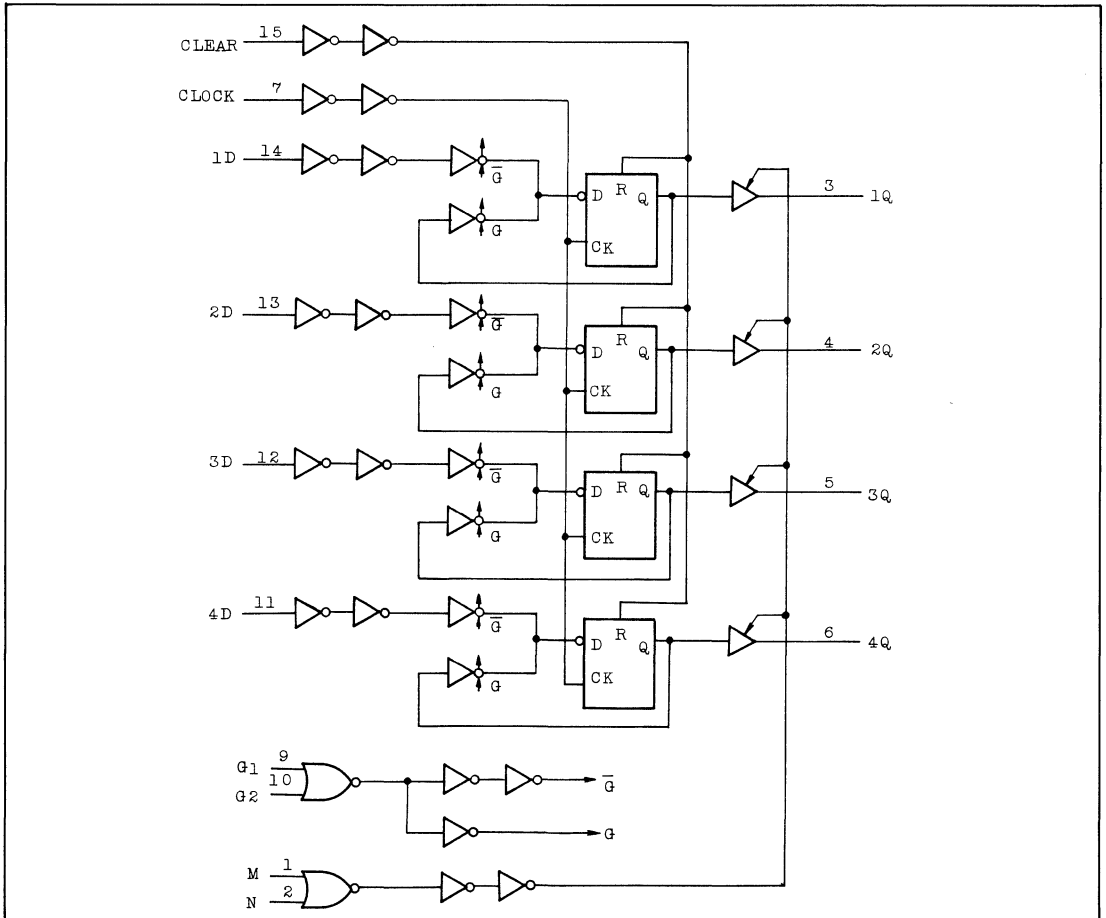 CLEAR 15
CLOCK 7
1D 14
G̅
D R Q
3 1Q
G
CK
2D 13
G̅
D R Q
4 2Q
G
CK
3D 12
G̅
D R Q
5 3Q
G
CK
4D 11
G̅
D R Q
6 4Q
G
CK
G1 9
G2 10
G̅
G
M 1
N 2